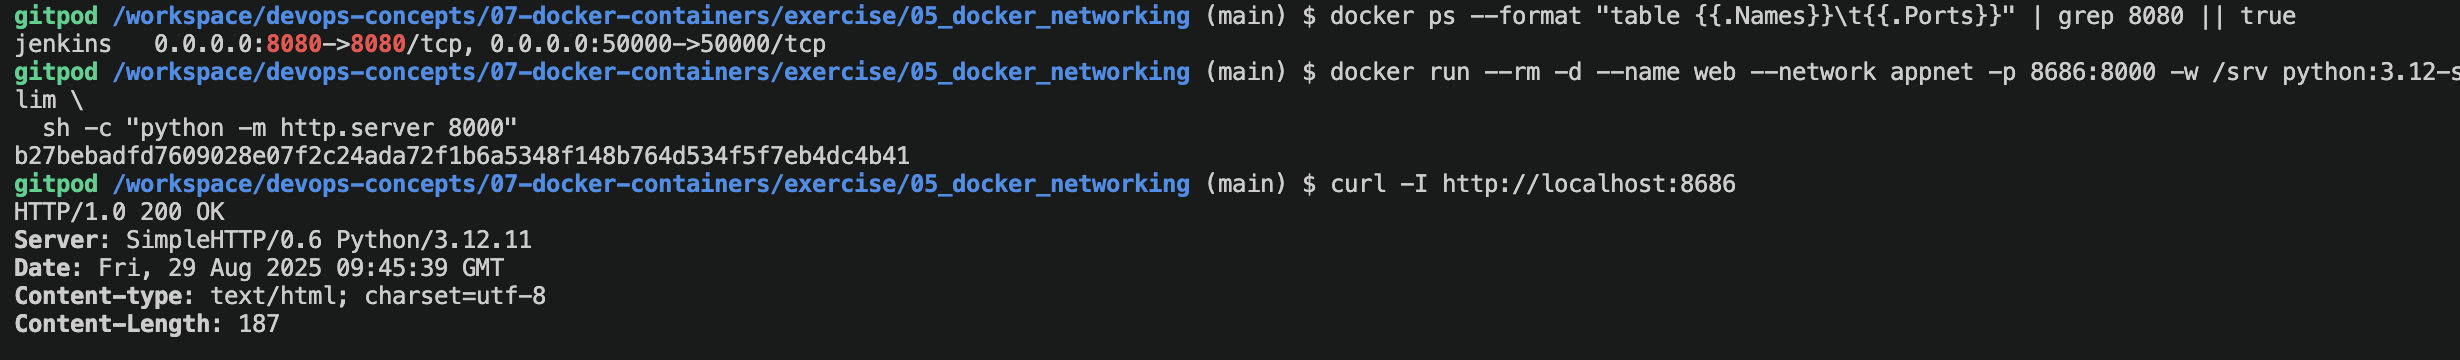 gitpod /workspace/devops-concepts/07-docker-containers/exercise/05_docker_networking (main) $ docker ps --format "table {{.Names}}\t{{.Ports}}" | grep 8080 || true
jenkins   0.0.0.0:8080->8080/tcp, 0.0.0.0:50000->50000/tcp
gitpod /workspace/devops-concepts/07-docker-containers/exercise/05_docker_networking (main) $ docker run --rm -d --name web --network appnet -p 8686:8000 -w /srv python:3.12-s
lim \
  sh -c "python -m http.server 8000"
b27bebadfd7609028e07f2c24ada72f1b6a5348f148b764d534f5f7eb4dc4b41
gitpod /workspace/devops-concepts/07-docker-containers/exercise/05_docker_networking (main) $ curl -I http://localhost:8686
HTTP/1.0 200 OK
Server: SimpleHTTP/0.6 Python/3.12.11
Date: Fri, 29 Aug 2025 09:45:39 GMT
Content-type: text/html; charset=utf-8
Content-Length: 187